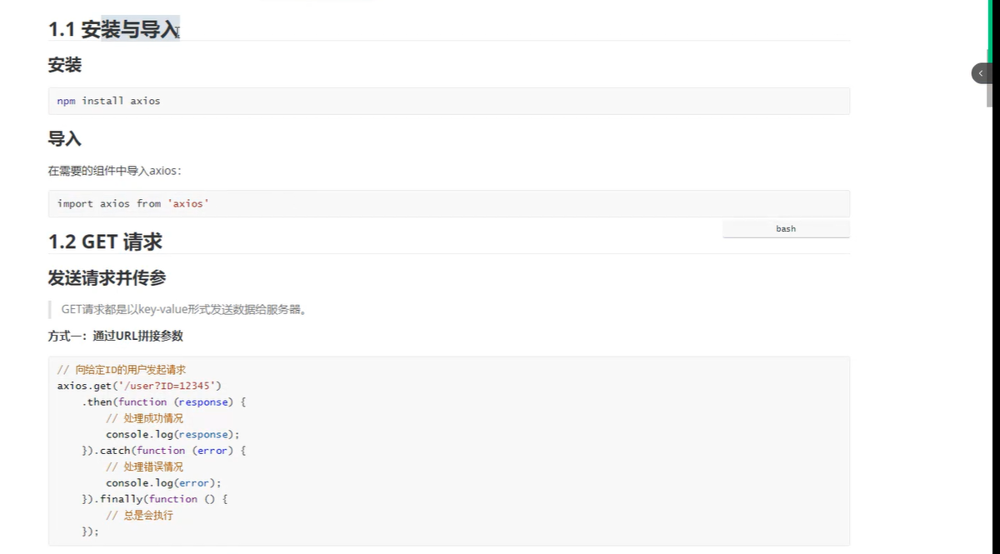 1.1 安装与导入
安装
npm install axios
导入
在需要的组件中导入axios：
import axios from 'axios'
bash
1.2 GET 请求
发送请求并传参
GET请求都是以key-value形式发送数据给服务器。
方式一：通过URL拼接参数
// 向给定ID的用户发起请求
axios.get('/user?ID=12345')
    .then(function (response) {
        // 处理成功情况
        console.log(response);
    }).catch(function (error) {
        // 处理错误情况
        console.log(error);
    }).finally(function () {
        // 总是会执行
    });